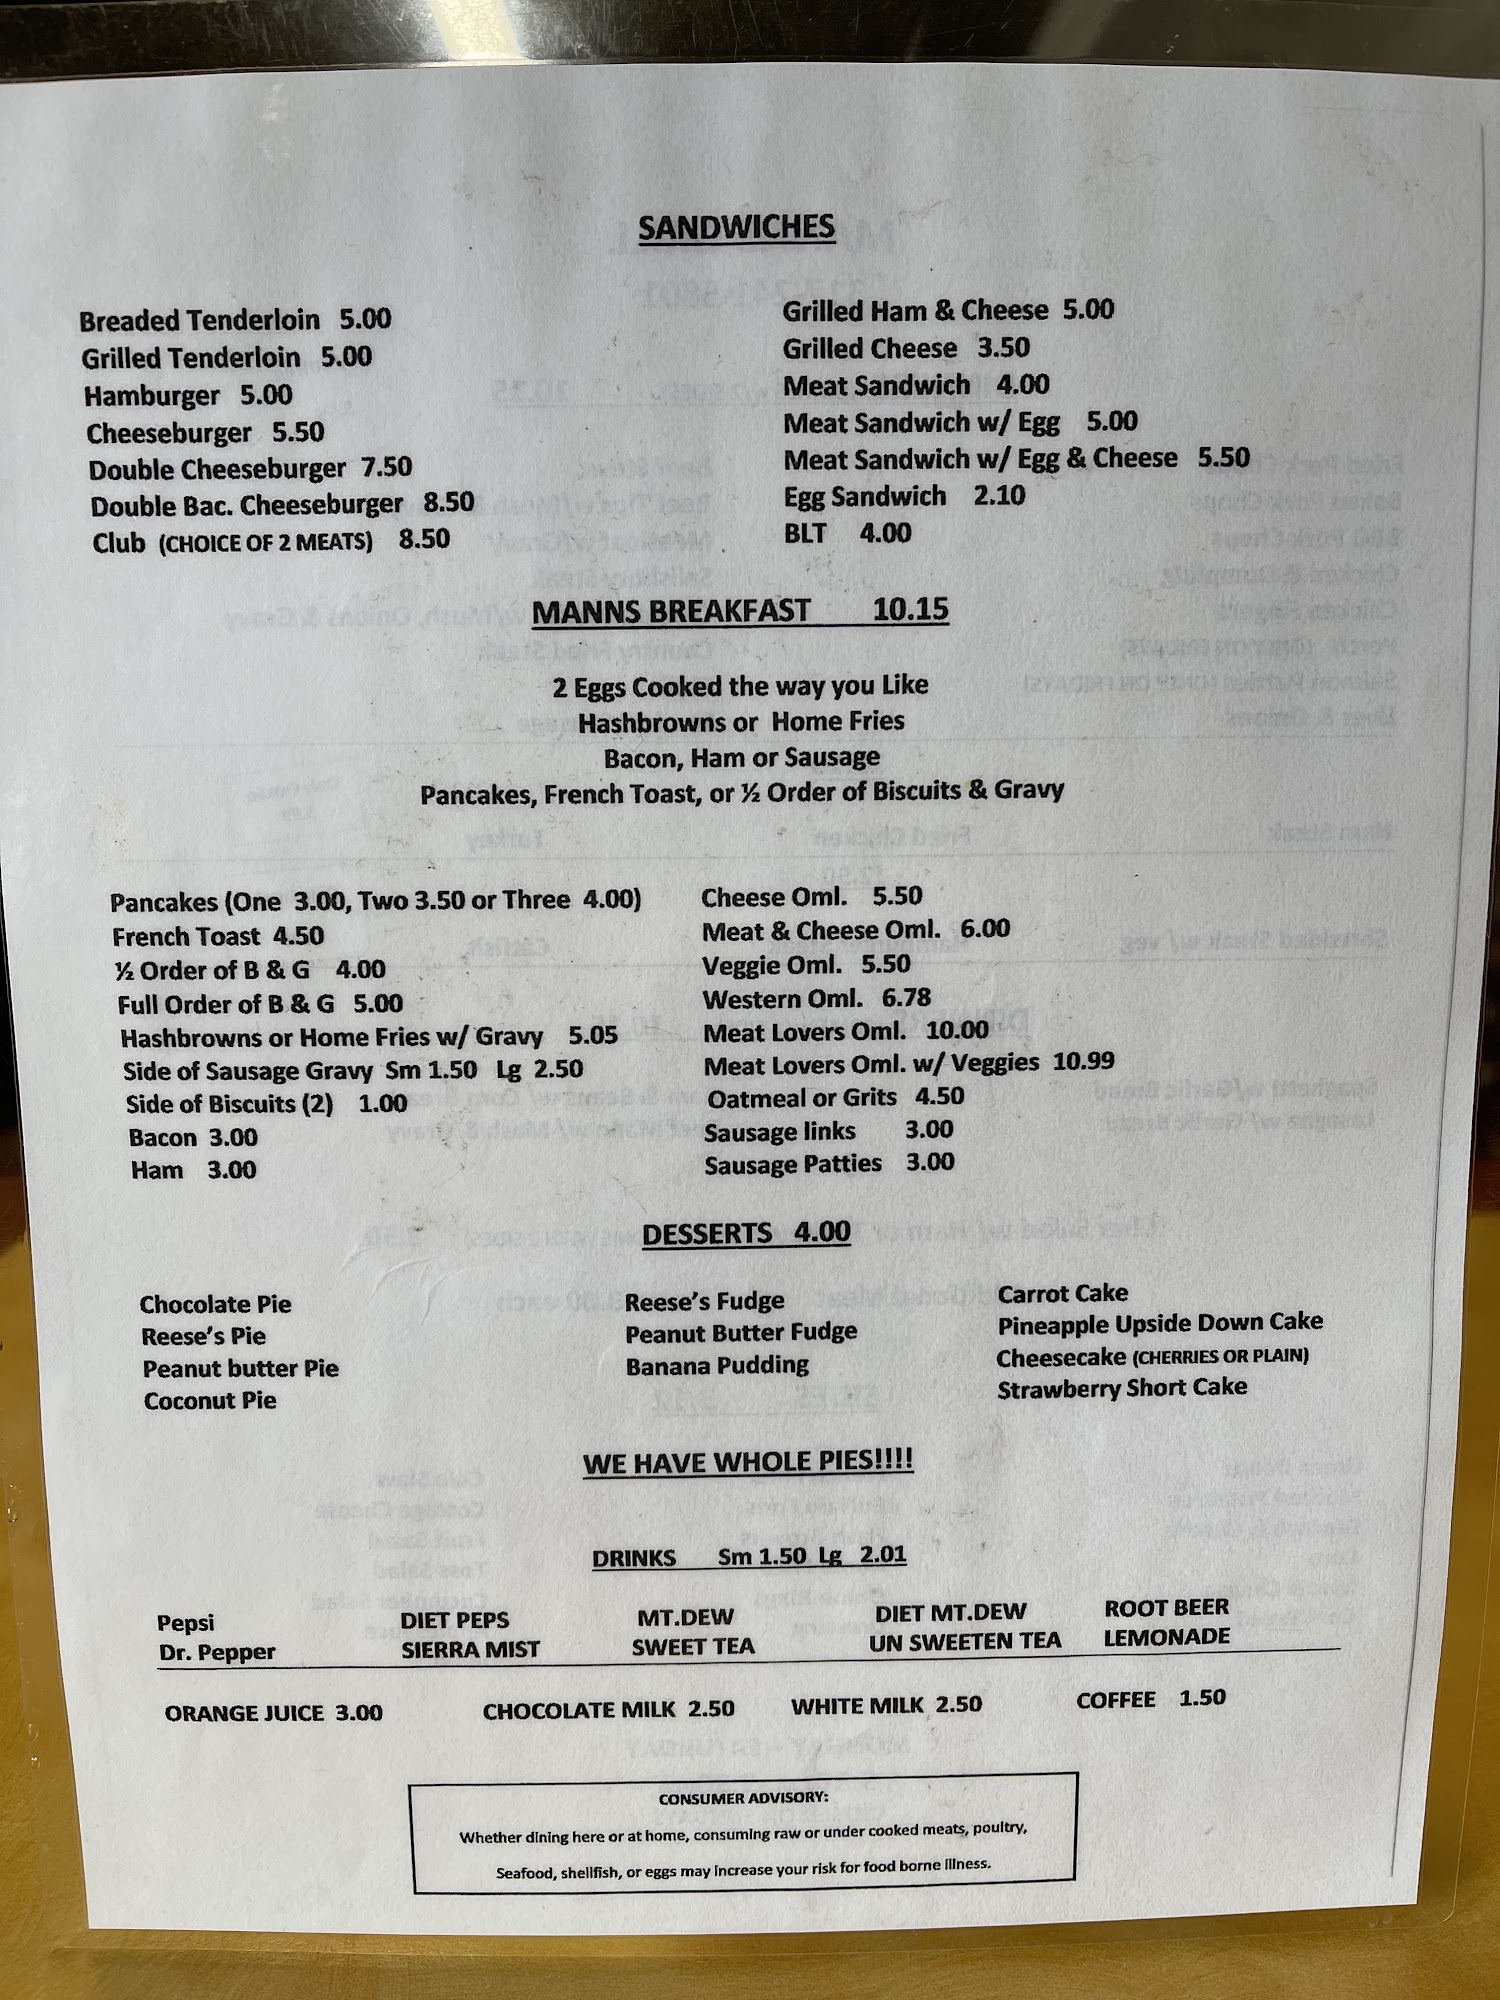 SANDWICHES
Breaded Tenderloin 5.00
Grilled Tenderloin 5.00
Hamburger 5.00
Cheeseburger 5.50
Double Cheeseburger 7.50
Double Bac. Cheeseburger 8.50
Club (CHOICE OF 2 MEATS) 8.50
Grilled Ham & Cheese 5.00
Grilled Cheese 3.50
Meat Sandwich 4.00
Meat Sandwich w/ Egg 5.00
Meat Sandwich w/ Egg & Cheese 5.50
Egg Sandwich 2.10
BLT 4.00
MANNS BREAKFAST 10.15
2 Eggs Cooked the way you Like
Hashbrowns or Home Fries
Bacon, Ham or Sausage
Pancakes, French Toast, or ½ Order of Biscuits & Gravy
Pancakes (One 3.00, Two 3.50 or Three 4.00)
French Toast 4.50
½ Order of B & G 4.00
Full Order of B & G 5.00
Hashbrowns or Home Fries w/ Gravy 5.05
Side of Sausage Gravy Sm 1.50 Lg 2.50
Side of Biscuits (2) 1.00
Bacon 3.00
Ham 3.00
Cheese Oml. 5.50
Meat & Cheese Oml. 6.00
Veggie Oml. 5.50
Western Oml. 6.78
Meat Lovers Oml. 10.00
Meat Lovers Oml. w/ Veggies 10.99
Oatmeal or Grits 4.50
Sausage links 3.00
Sausage Patties 3.00
DESSERTS 4.00
Chocolate Pie
Reese's Pie
Peanut butter Pie
Coconut Pie
Reese's Fudge
Peanut Butter Fudge
Banana Pudding
Carrot Cake
Pineapple Upside Down Cake
Cheesecake (CHERRIES OR PLAIN)
Strawberry Short Cake
WE HAVE WHOLE PIES!!!!
DRINKS Sm 1.50 Lg 2.01
Pepsi DIET PEPS MT.DEW DIET MT.DEW ROOT BEER
Dr. Pepper SIERRA MIST SWEET TEA UN SWEETEN TEA LEMONADE
ORANGE JUICE 3.00 CHOCOLATE MILK 2.50 WHITE MILK 2.50 COFFEE 1.50
CONSUMER ADVISORY:
Whether dining here or at home, consuming raw or under cooked meats, poultry,
Seafood, shellfish, or eggs may increase your risk for food borne illness.